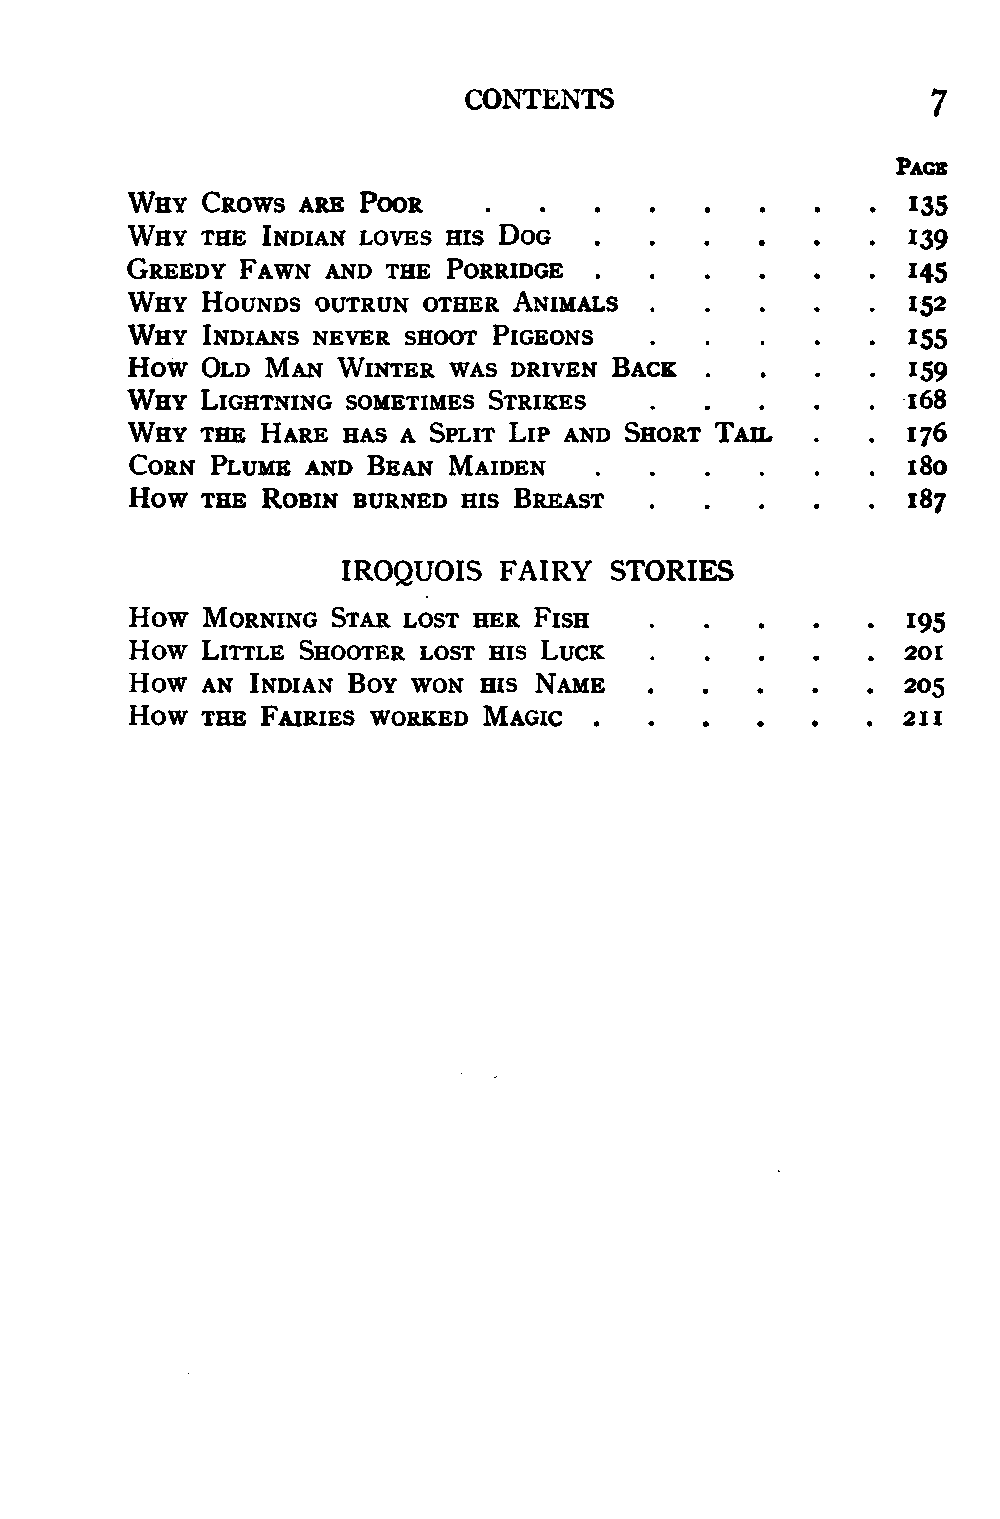 CONTENTS 7
PAGE
WHY CROWS ARE POOR . . . . . . . . 135
WHY THE INDIAN LOVES HIS DOG . . . . . . 139
GREEDY FAWN AND THE PORRIDGE . . . . . . 145
WHY HOUNDS OUTRUN OTHER ANIMALS . . . . . 152
WHY INDIANS NEVER SHOOT PIGEONS . . . . . 155
HOW OLD MAN WINTER WAS DRIVEN BACK . . . . 159
WHY LIGHTNING SOMETIMES STRIKES . . . . . 168
WHY THE HARE HAS A SPLIT LIP AND SHORT TAIL . . 176
CORN PLUME AND BEAN MAIDEN . . . . . . 180
HOW THE ROBIN BURNED HIS BREAST . . . . . 187
IROQUOIS FAIRY STORIES
HOW MORNING STAR LOST HER FISH . . . . . 195
HOW LITTLE SHOOTER LOST HIS LUCK . . . . . 201
HOW AN INDIAN BOY WON HIS NAME . . . . . 205
HOW THE FAIRIES WORKED MAGIC . . . . . . 211